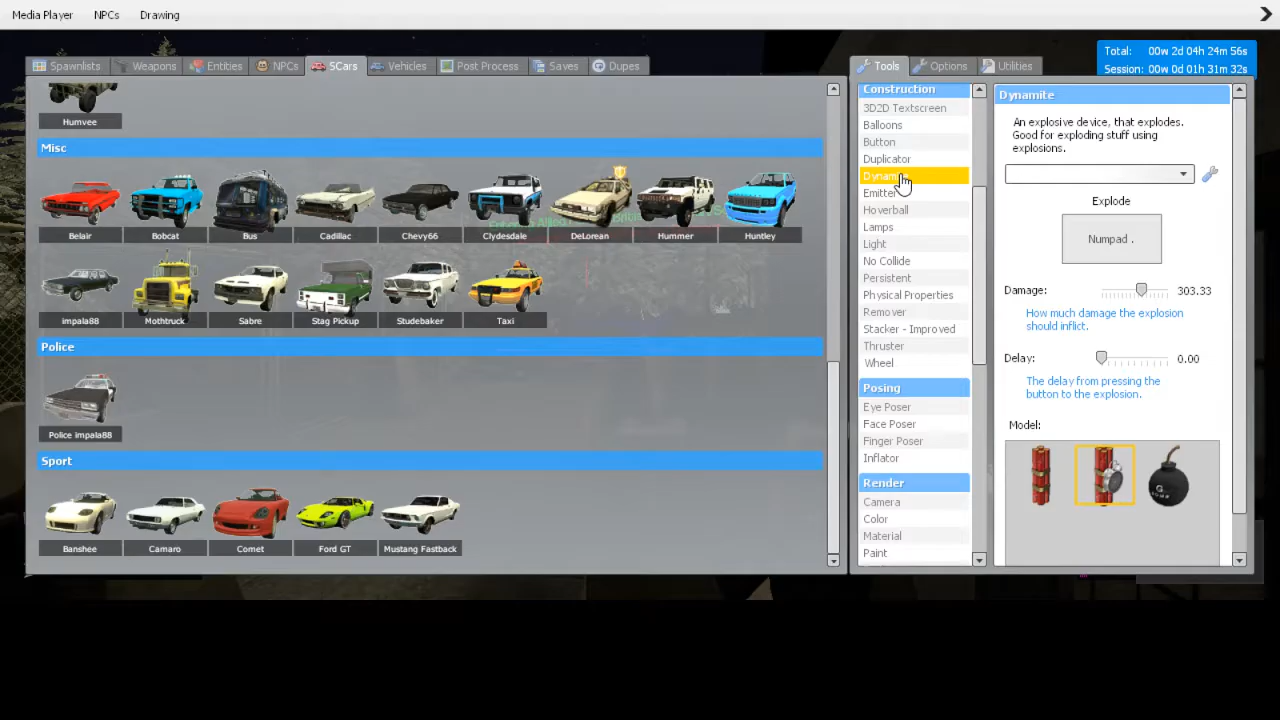 Media Player NPCs Drawing
Spawnlists Weapons Entities NPCs SCars Vehicles Post Process Saves Dupes
Humvee
Misc
Belair Bobcat Bus Cadillac Chevy66 Clydesdale DeLorean Hummer Huntley
impala88 Mothtruck Sabre Stag Pickup Studebaker Taxi
Police
Police impala88
Sport
Banshee Camaro Comet Ford GT Mustang Fastback
Tools Options Utilities
Total: 00w 2d 04h 24m 56s
Session: 00w 0d 01h 31m 32s
Construction
3D2D Textscreen
Balloons
Button
Duplicator
Dynamite
Emitter
Hoverball
Lamps
Light
No Collide
Persistent
Physical Properties
Remover
Stacker - Improved
Thruster
Wheel
Posing
Eye Poser
Face Poser
Finger Poser
Inflator
Render
Camera
Color
Material
Paint
Dynamite
An explosive device, that explodes.
Good for exploding stuff using
explosions.
Explode
Numpad .
Damage: 303.33
How much damage the explosion
should inflict.
Delay: 0.00
The delay from pressing the
button to the explosion.
Model: